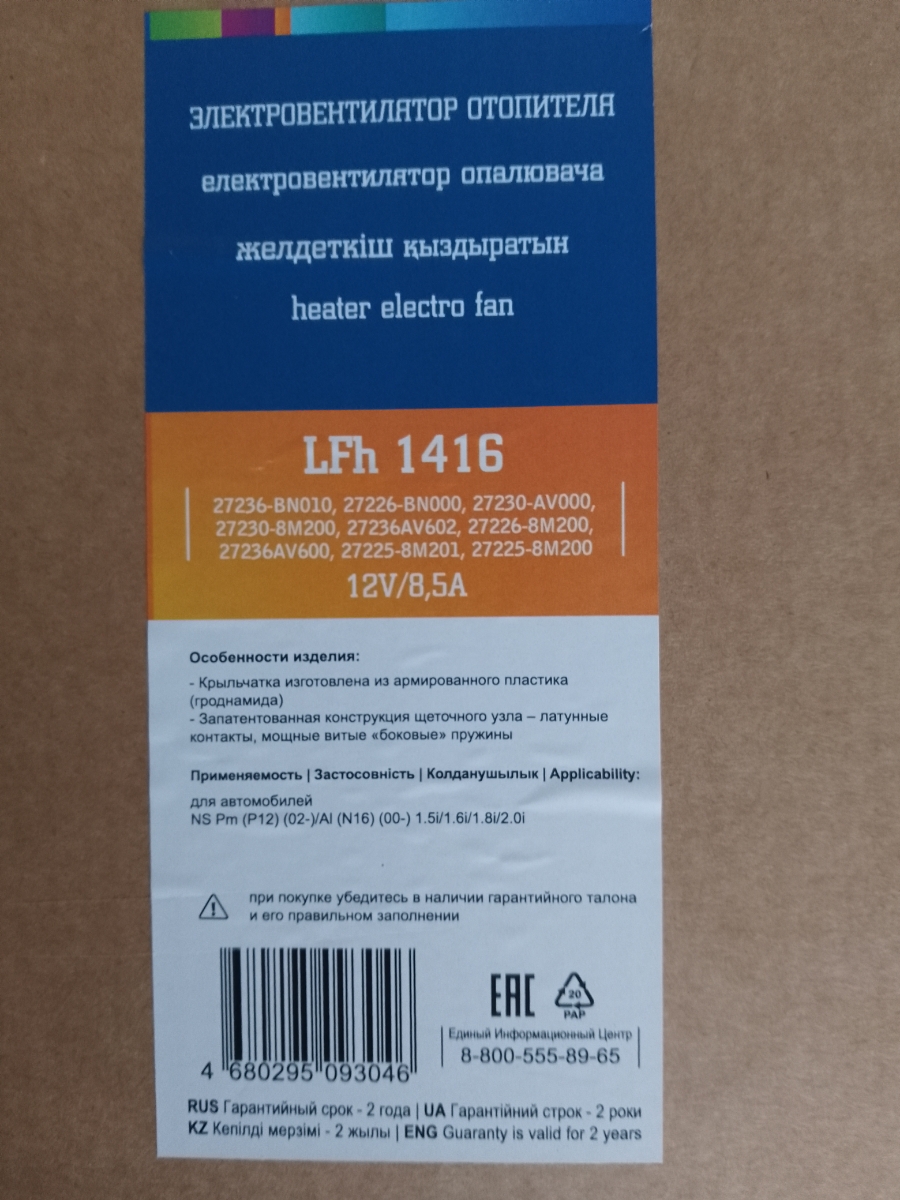 ЭЛЕКТРОВЕНТИЛЯТОР ОТОПИТЕЛЯ
електровентилятор опалювача
желдеткіш қыздыратын
heater electro fan
LFh 1416
27236-BN010, 27226-BN000, 27230-AV000,
27230-8M200, 27236AV602, 27226-8M200,
27236AV600, 27225-8M201, 27225-8M200
12V/8,5A
Особенности изделия:
- Крыльчатка изготовлена из армированного пластика
(гроднамида)
- Запатентованная конструкция щеточного узла – латунные
контакты, мощные витые «боковые» пружины
Применяемость | Застосовність | Колданушылык | Applicability:
для автомобилей
NS Pm (P12) (02-)/Al (N16) (00-) 1.5i/1.6i/1.8i/2.0i
при покупке убедитесь в наличии гарантийного талона
и его правильном заполнении
EAC
20
PAP
Единый Информационный Центр
8-800-555-89-65
4 680295 093046
RUS Гарантийный срок - 2 года | UA Гарантійний строк - 2 роки
KZ Кепілді мерзімі - 2 жылы | ENG Guaranty is valid for 2 years